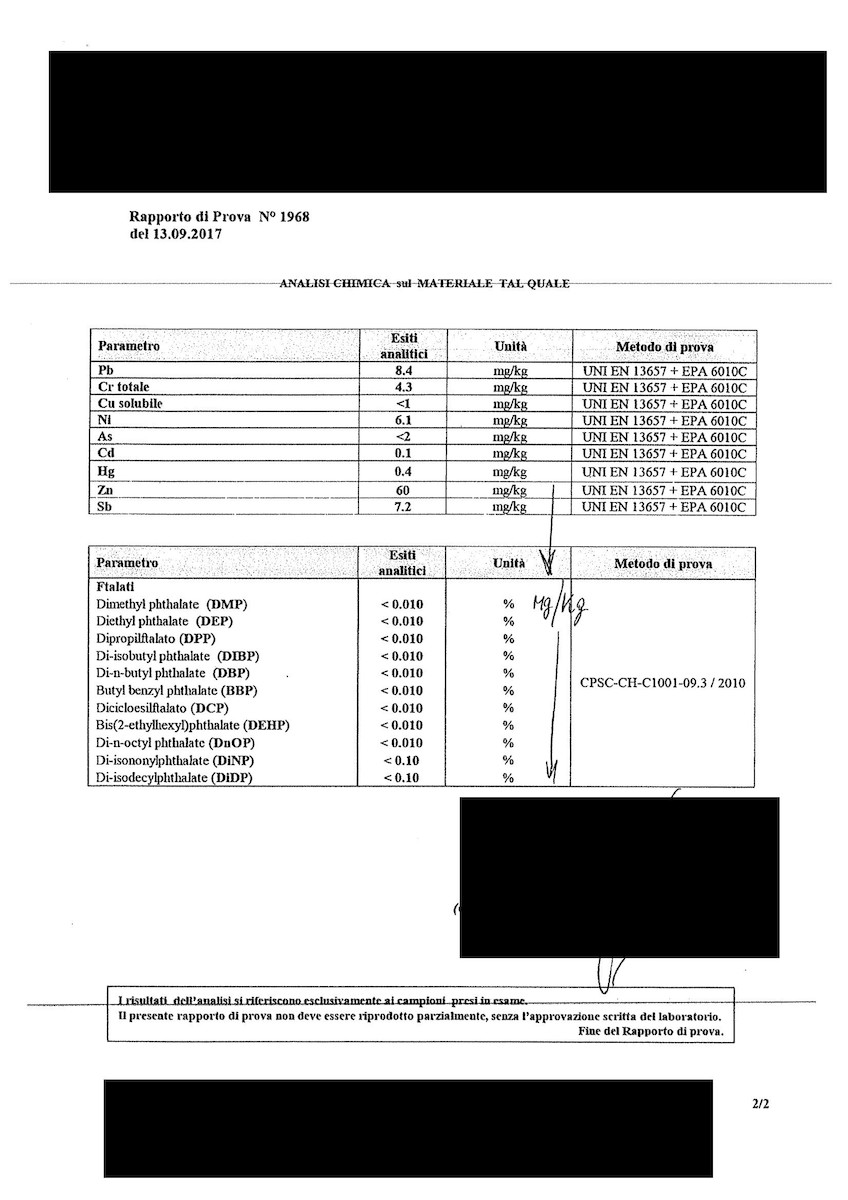 Rapporto di Prova Nº 1968
del 13.09.2017
ANALISI CHIMICA sul MATERIALE TAL QUALE
Parametro Esiti analitici Unità Metodo di prova
Pb 8.4 mg/kg UNI EN 13657 + EPA 6010C
Cr totale 4.3 mg/kg UNI EN 13657 + EPA 6010C
Cu solubile <1 mg/kg UNI EN 13657 + EPA 6010C
Ni 6.1 mg/kg UNI EN 13657 + EPA 6010C
As <2 mg/kg UNI EN 13657 + EPA 6010C
Cd 0.1 mg/kg UNI EN 13657 + EPA 6010C
Hg 0.4 mg/kg UNI EN 13657 + EPA 6010C
Zn 60 mg/kg UNI EN 13657 + EPA 6010C
Sb 7.2 mg/kg UNI EN 13657 + EPA 6010C
Parametro Esiti analitici Unità Metodo di prova
Ftalati
Dimethyl phthalate (DMP) < 0.010 % Mg/Kg
Diethyl phthalate (DEP) < 0.010 %
Dipropilftalato (DPP) < 0.010 %
Di-isobutyl phthalate (DIBP) < 0.010 %
Di-n-butyl phthalate (DBP) < 0.010 %
CPSC-CH-C1001-09.3 / 2010
Butyl benzyl phthalate (BBP) < 0.010 %
Dicicloesilftalato (DCP) < 0.010 %
Bis(2-ethylhexyl)phthalate (DEHP) < 0.010 %
Di-n-octyl phthalate (DnOP) < 0.010 %
Di-isononylphthalate (DiNP) < 0.10 %
Di-isodecylphthalate (DiDP) < 0.10 %
I risultati dell'analisi si riferiscono esclusivamente ai campioni presi in esame.
Il presente rapporto di prova non deve essere riprodotto parzialmente, senza l'approvazione scritta del laboratorio.
Fine del Rapporto di prova.
2/2